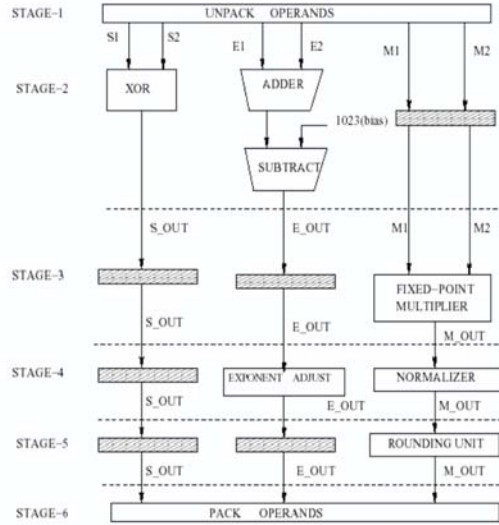 STAGE-1
UNPACK OPERANDS
S1
S2
E1
E2
M1
M2
STAGE-2
XOR
ADDER
1023(bias)
SUBTRACT
S_OUT
E_OUT
M1
M2
STAGE-3
FIXED-POINT
MULTIPLIER
S_OUT
E_OUT
M_OUT
STAGE-4
EXPONENT ADJUST
NORMALIZER
S_OUT
E_OUT
M_OUT
STAGE-5
ROUNDING UNIT
S_OUT
E_OUT
M_OUT
STAGE-6
PACK OPERANDS